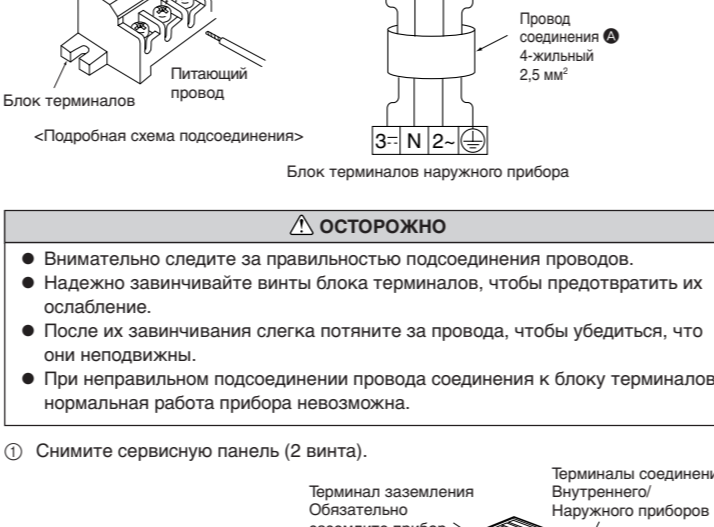 Провод
соединения A
4-жильный
2,5 мм²
Питающий
провод
Блок терминалов
<Подробная схема подсоединения>
3⎓ N 2~ ⏚
Блок терминалов наружного прибора
⚠ ОСТОРОЖНО
● Внимательно следите за правильностью подсоединения проводов.
● Надежно завинчивайте винты блока терминалов, чтобы предотвратить их
ослабление.
● После их завинчивания слегка потяните за провода, чтобы убедиться, что
они неподвижны.
● При неправильном подсоединении провода соединения к блоку терминалов
нормальная работа прибора невозможна.
① Снимите сервисную панель (2 винта).
Терминал заземления
Обязательно
Терминалы
Внутреннего/
Наружного приборов